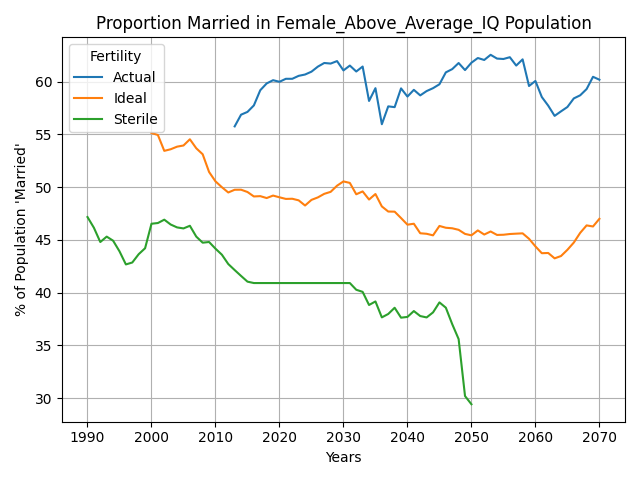 Proportion Married in Female_Above_Average_IQ Population
Fertility
Actual
Ideal
Sterile
% of Population 'Married'
60
55
50
45
40
35
30
1990 2000 2010 2020 2030 2040 2050 2060 2070
Years